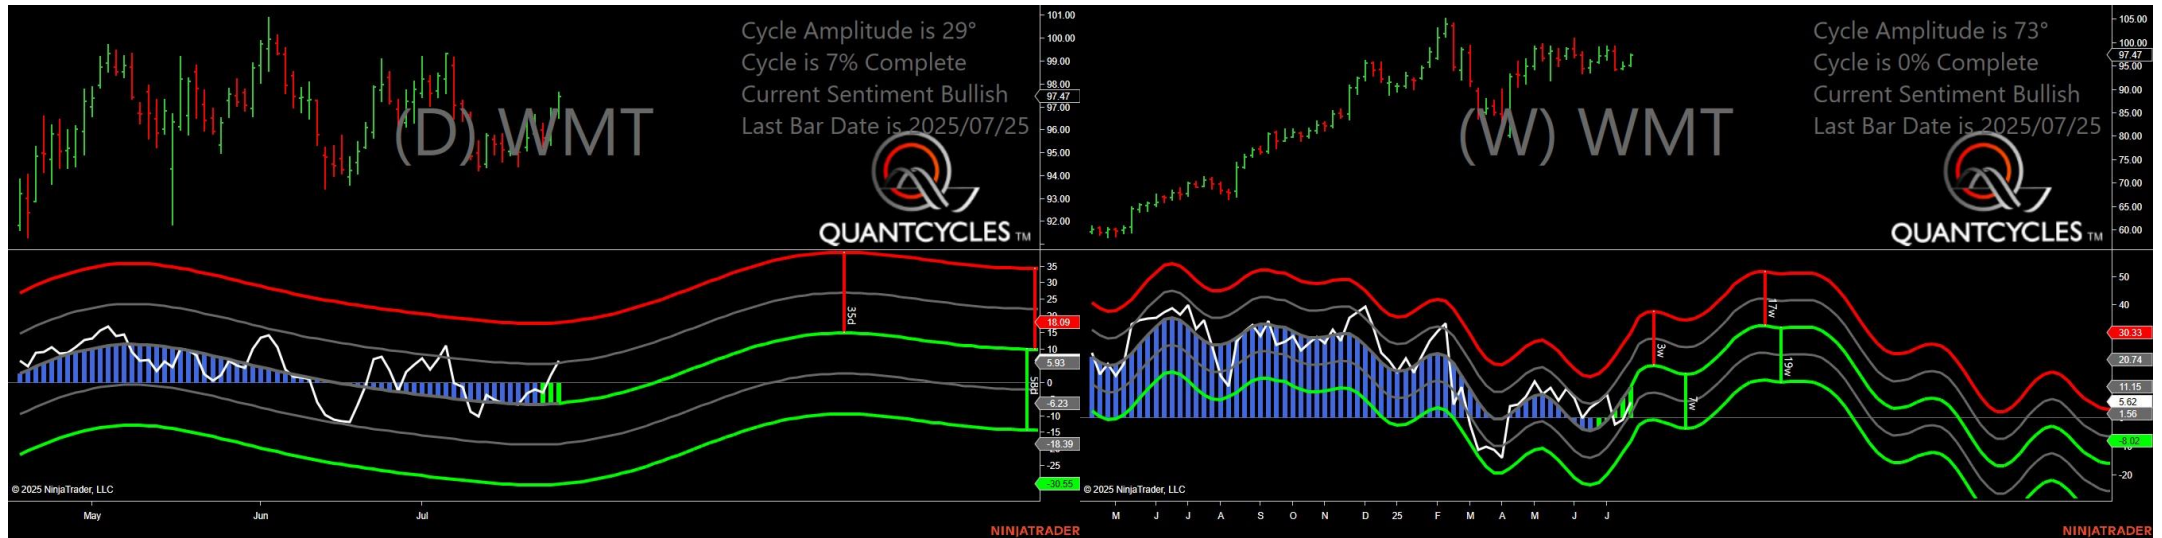 Cycle Amplitude is 29°
Cycle is 7% Complete
Current Sentiment Bullish
Last Bar Date is 2025/07/25
(D) WMT
QUANTCYCLES TM
101.00
100.00
99.00
98.00
97.47
97.00
96.00
95.00
94.00
93.00
92.00
35
30
25
18.09
15
10
5.93
0
-6.23
-10
-15
-18.39
-25
-30.55
35d
58d
© 2025 NinjaTrader, LLC
May Jun Jul
NINJATRADER
Cycle Amplitude is 73°
Cycle is 0% Complete
Current Sentiment Bullish
Last Bar Date is 2025/07/25
(W) WMT
QUANTCYCLES TM
105.00
100.00
97.47
95.00
90.00
85.00
80.00
75.00
70.00
65.00
60.00
50
40
30.33
20.74
11.15
5.62
1.56
-8.02
-20
3w
7w
17w
19w
© 2025 NinjaTrader, LLC
M J J A S O N D 25 F M A M J J
NINJATRADER